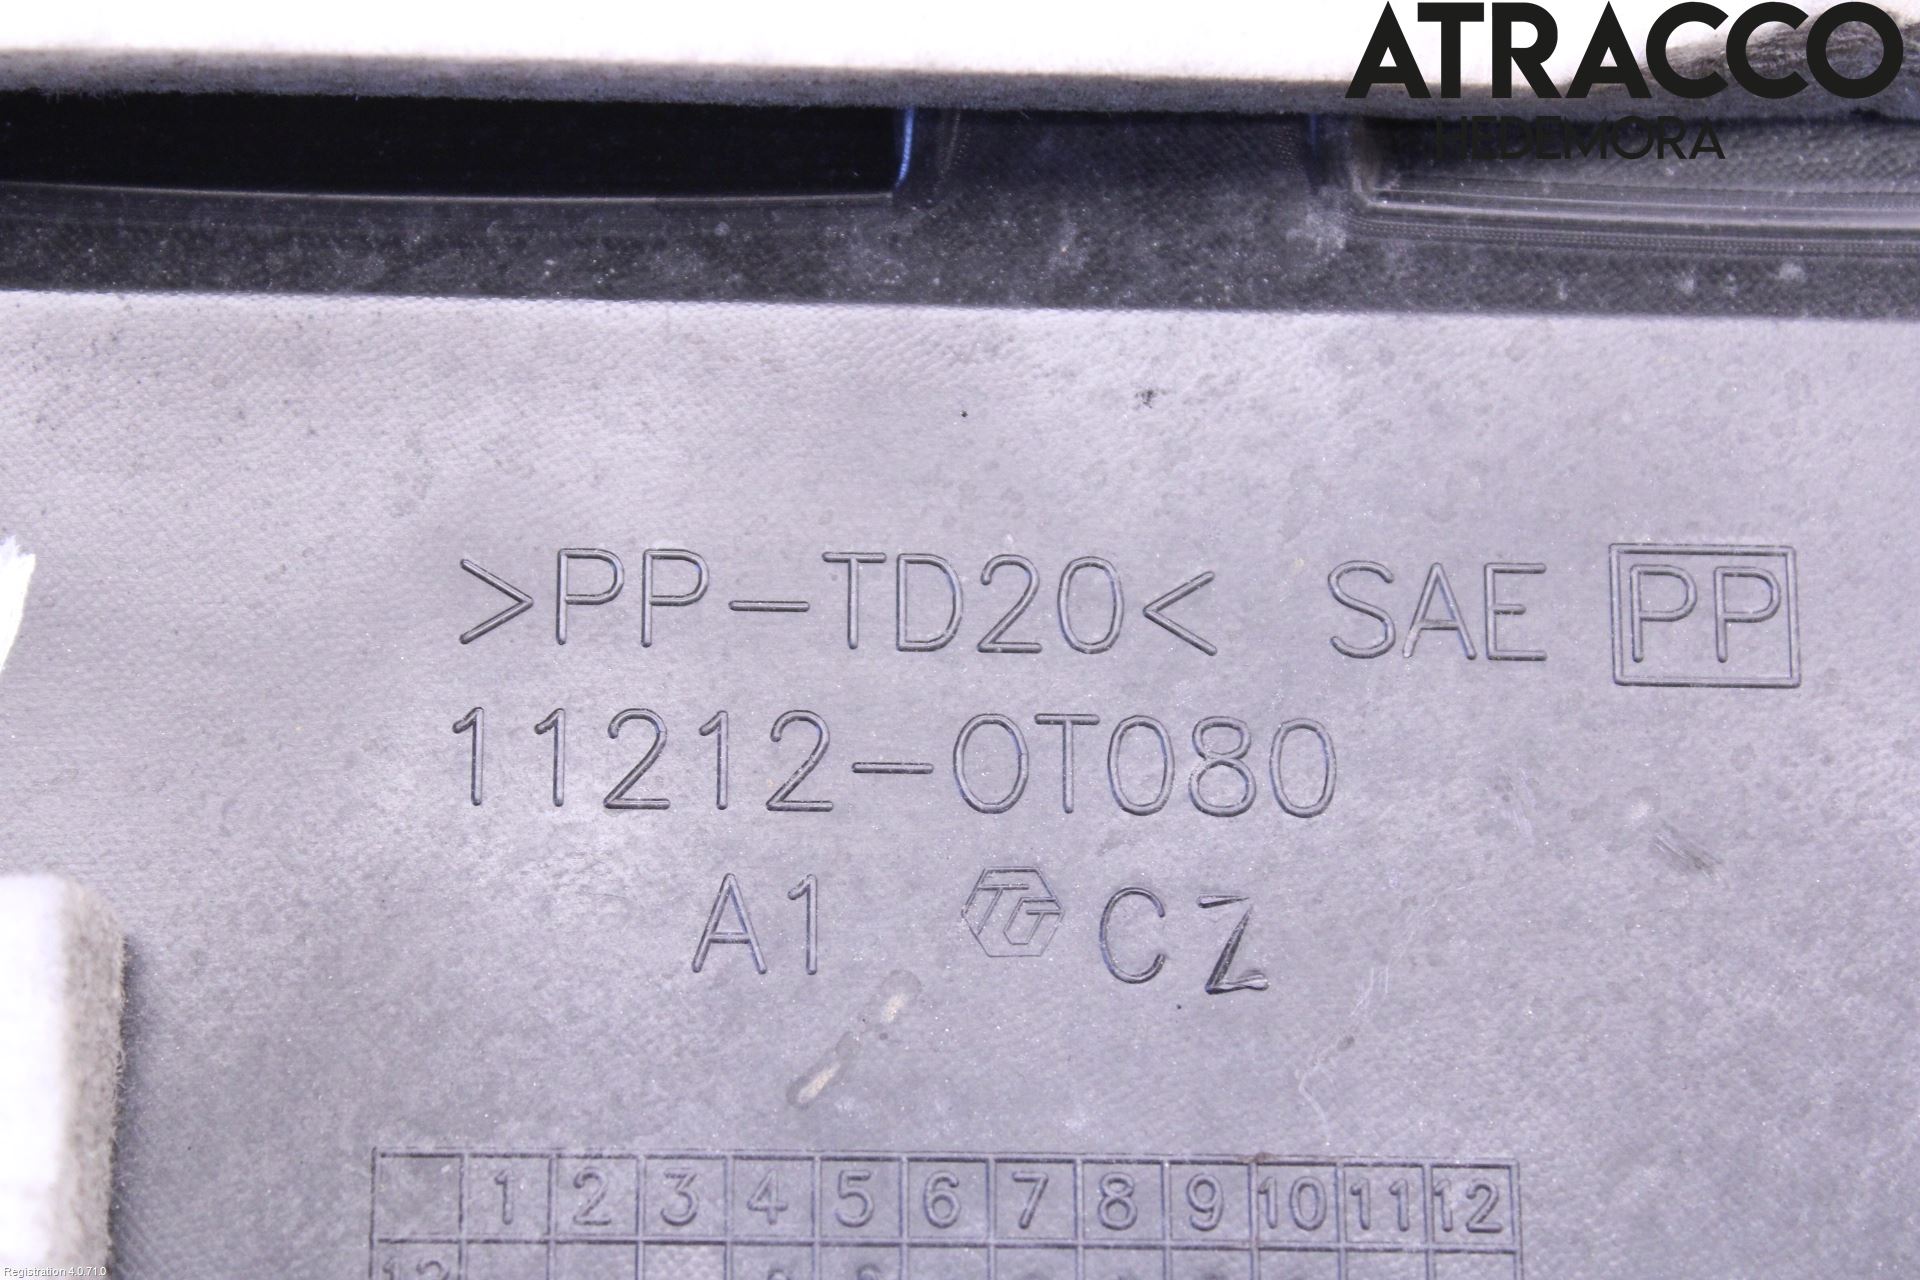 ATRACCO
HEDEMORA
>PP-TD20< SAE PP
11212-0T080
A1 TG CZ
1 2 3 4 5 6 7 8 9 10 11 12
Registration 4.0.71.0